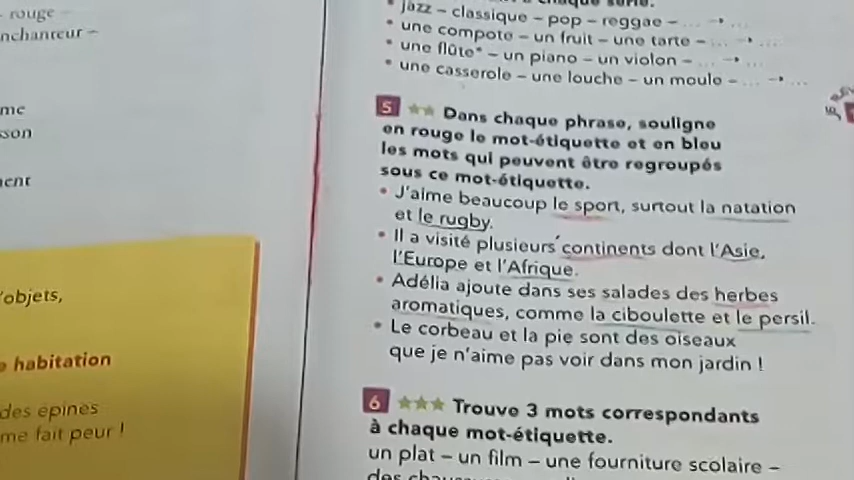 - rouge -
nchanteur -
me
sson
ent
'objets,
habitation
des épines
me fait peur !
• jazz – classique – pop – reggae – ... → ...
• une compote – un fruit – une tarte – ... → ...
• une flûte* – un piano – un violon – ... → ...
• une casserole – une louche – un moule – ... → ...
5 ★★ Dans chaque phrase, souligne
en rouge le mot-étiquette et en bleu
les mots qui peuvent être regroupés
sous ce mot-étiquette.
• J'aime beaucoup le sport, surtout la natation
et le rugby.
• Il a visité plusieurs continents dont l'Asie,
l'Europe et l'Afrique.
• Adélia ajoute dans ses salades des herbes
aromatiques, comme la ciboulette et le persil.
• Le corbeau et la pie sont des oiseaux
que je n'aime pas voir dans mon jardin !
6 ★★★ Trouve 3 mots correspondants
à chaque mot-étiquette.
un plat – un film – une fourniture scolaire –